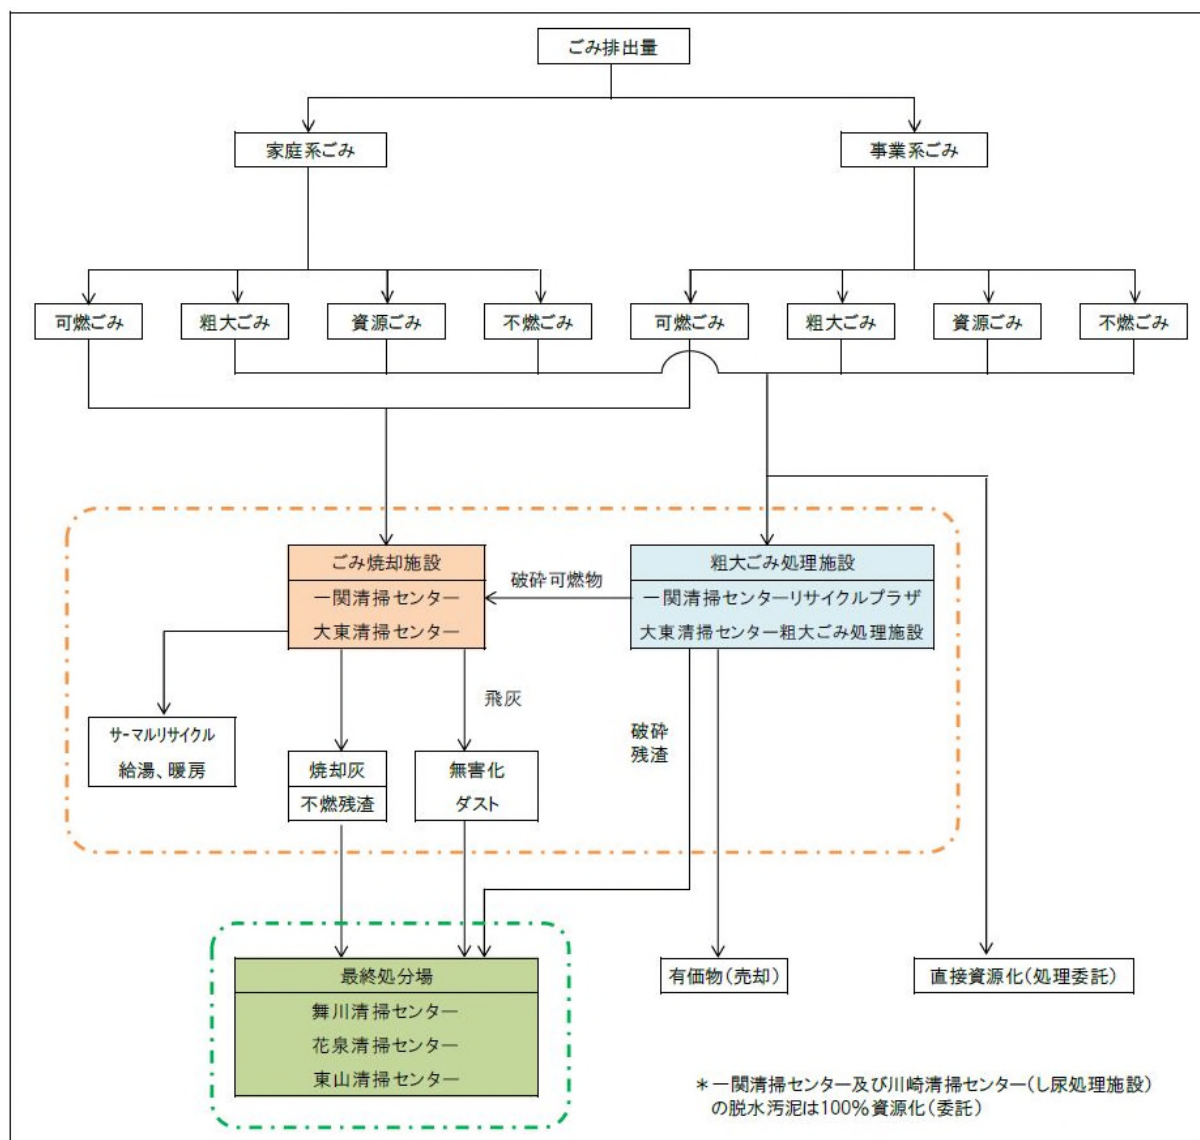 ごみ排出量
家庭系ごみ
事業系ごみ
可燃ごみ
粗大ごみ
資源ごみ
不燃ごみ
可燃ごみ
粗大ごみ
資源ごみ
不燃ごみ
ごみ焼却施設
一関清掃センター
大東清掃センター
破砕可燃物
粗大ごみ処理施設
一関清掃センターリサイクルプラザ
大東清掃センター粗大ごみ処理施設
サーマルリサイクル
給湯、暖房
焼却灰
不燃残渣
飛灰
無害化
ダスト
破砕
残渣
最終処分場
舞川清掃センター
花泉清掃センター
東山清掃センター
有価物(売却)
直接資源化(処理委託)
*一関清掃センター及び川崎清掃センター(し尿処理施設)
の脱水汚泥は100%資源化(委託)